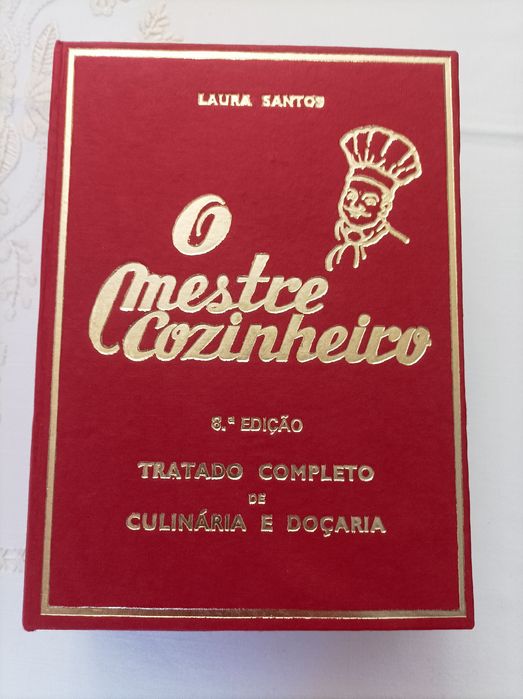 LAURA SANTOS
O
mestre
Cozinheiro
8.ª EDIÇÃO
TRATADO COMPLETO
DE
CULINÁRIA E DOÇARIA